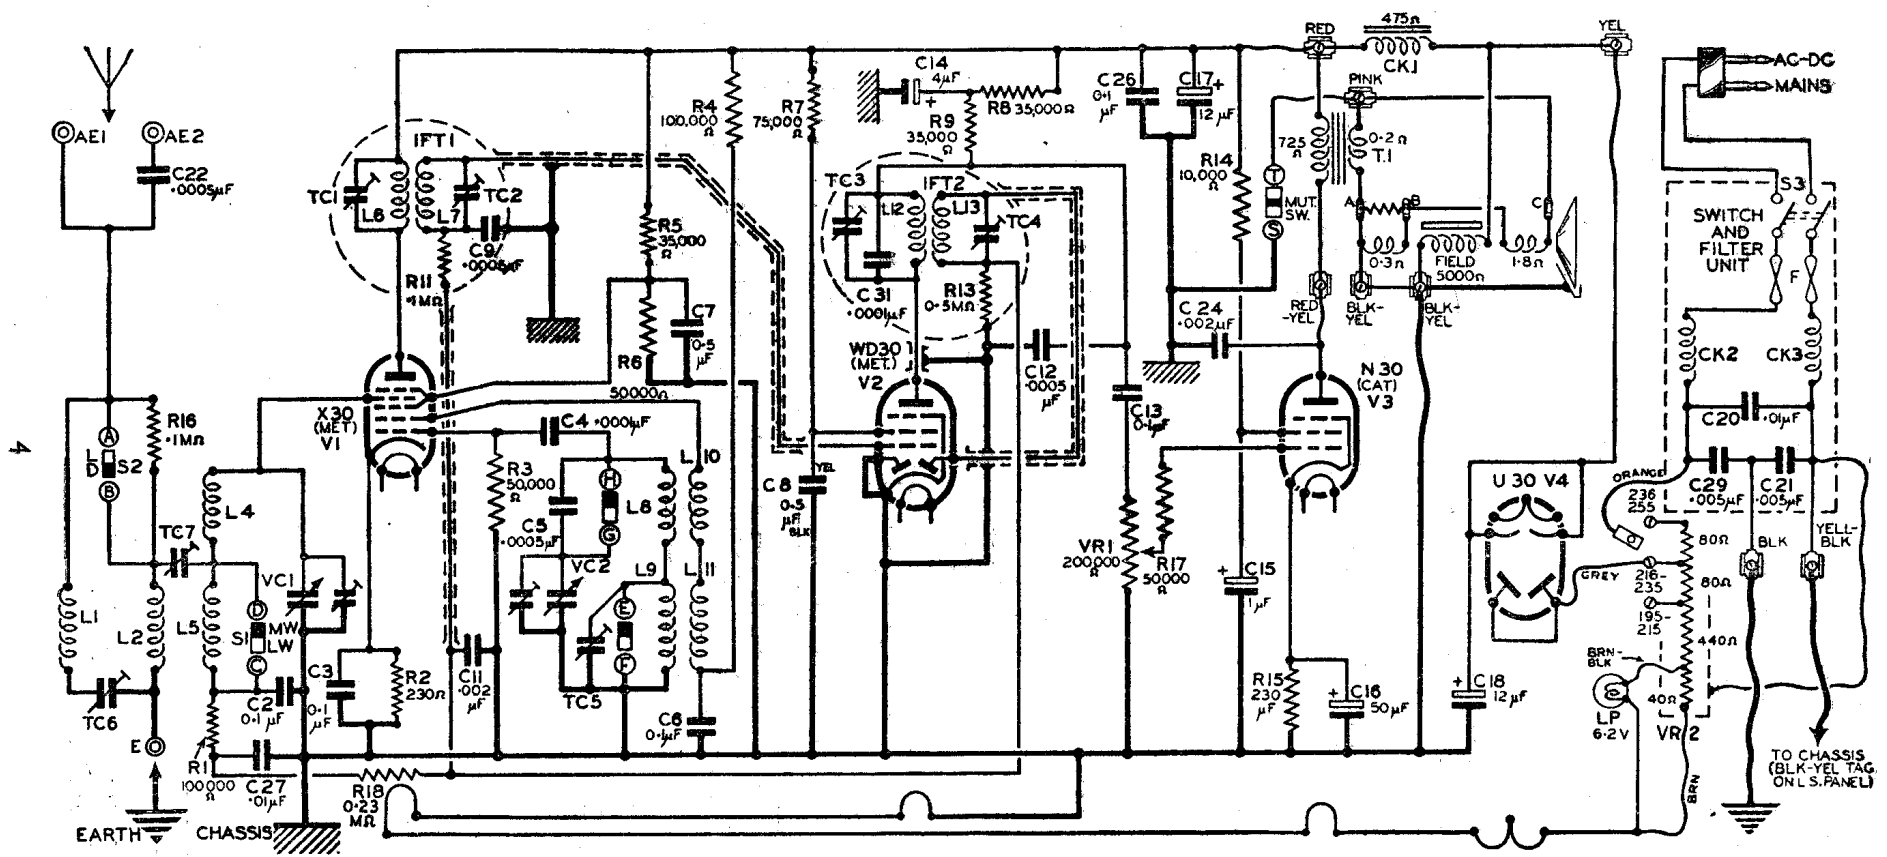 475Ω
RED
CK.1
YEL
AC-DC
MAINS
AE1
AE2
C22
.0005μF
IFT1
TC1
L6
L7
TC2
C9
.0005μF
R11
.1MΩ
R4
100,000
Ω
R7
75,000
Ω
R5
35,000
Ω
C14
4μF
+
R8 35,000Ω
R9
35,000
Ω
C26
0·1
μF
C17
+
12 μF
R14
10,000
Ω
PINK
725
Ω
0·2Ω
T.1
T
MUT.
SW.
S
A
B
C
0·3Ω
FIELD
5000Ω
1·8Ω
RED
-YEL
BLK-
YEL
BLK-
YEL
S3
SWITCH
AND
FILTER
UNIT
F
CK2
CK3
C20
.01μF
C29
.005μF
C21
.005μF
TC3
L12
IFT2
L13
TC4
C31
.0001μF
R13
0·5MΩ
WD30
(MET.)
V2
C12
.0005
μF
C13
0·1μF
C24
.002μF
N30
(CAT)
V3
R6
50000Ω
C7
0·5
μF
X30
(MET)
V1
R16
.1MΩ
A
L
D
S2
B
TC7
L4
L1
L2
L5
D
S1
MW
LW
C
VC1
TC6
E
EARTH
C2
0·1μF
C3
0·1
μF
R2
230Ω
R1
100000
Ω
C27
.01μF
CHASSIS
R18
0·23
MΩ
C11
.002
μF
R3
50,000
Ω
C4
.0001μF
C5
.0005μF
H
G
L8
L10
L9
L11
VC2
E
F
TC5
C6
0·1μF
C8
0·5
μF
YEL
BLK
VR1
200,000
Ω
R17
50000
Ω
+
C15
1μF
R15
230
μF
+
C16
50μF
+
C18
12μF
U30 V4
ORANGE
236
255
80Ω
GREY
216-
235
80Ω
195-
215
440Ω
BRN-
BLK
40Ω
LP
6.2V
VR2
BRN
BLK
YELL-
BLK
TO CHASSIS
(BLK-YEL TAG.
ON L S. PANEL)
4